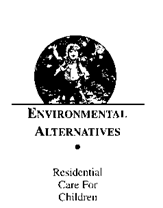 ENVIRONMENTAL
ALTERNATIVES
•
Residential
Care For
Children